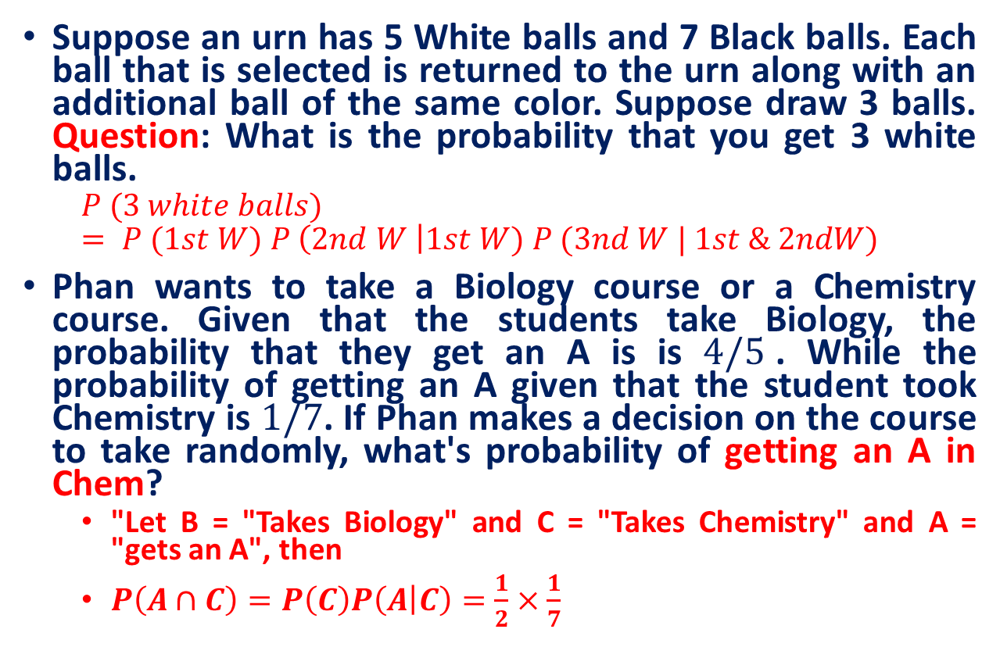 • Suppose an urn has 5 White balls and 7 Black balls. Each
ball that is selected is returned to the urn along with an
additional ball of the same color. Suppose draw 3 balls.
Question: What is the probability that you get 3 white
balls.
P (3 white balls)
= P (1st W) P (2nd W |1st W) P (3nd W | 1st & 2ndW)
• Phan wants to take a Biology course or a Chemistry
course. Given that the students take Biology, the
probability that they get an A is is 4/5 . While the
probability of getting an A given that the student took
Chemistry is 1/7. If Phan makes a decision on the course
to take randomly, what's probability of getting an A in
Chem?
• "Let B = "Takes Biology" and C = "Takes Chemistry" and A =
"gets an A", then
• P(A ∩ C) = P(C)P(A|C) = 1/2 × 1/7